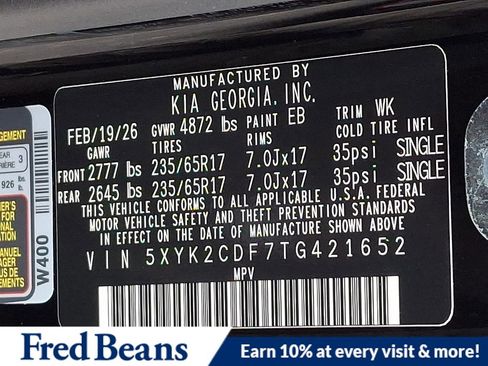 MANUFACTURED BY
KIA GEORGIA, INC.
FEB/19/26 GVWR 4872 lbs PAINT EB TRIM WK
GAWR TIRES RIMS COLD TIRE INFL
FRONT 2777 lbs 235/65R17 7.0Jx17 35psi SINGLE
REAR 2645 lbs 235/65R17 7.0Jx17 35psi SINGLE
THIS VEHICLE CONFORMS TO ALL APPLICABLE U.S.A. FEDERAL
MOTOR VEHICLE SAFETY AND THEFT PREVENTION STANDARDS
IN EFFECT ON THE DATE OF MANUFACTURE SHOWN ABOVE
VIN 5XYK2CDF7TG421652
MPV
W400
3
926 lbs.
Fred Beans
Earn 10% at every visit & more!